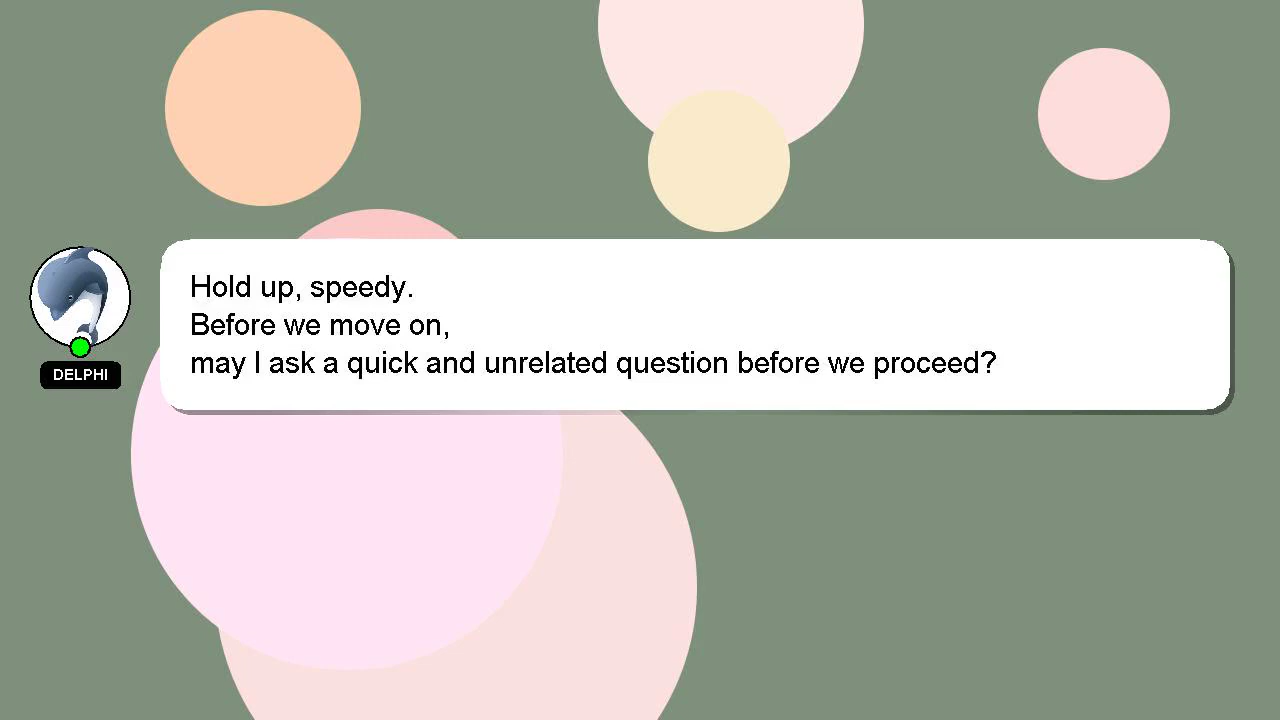 Hold up, speedy.
Before we move on,
may I ask a quick and unrelated question before we proceed?
DELPHI